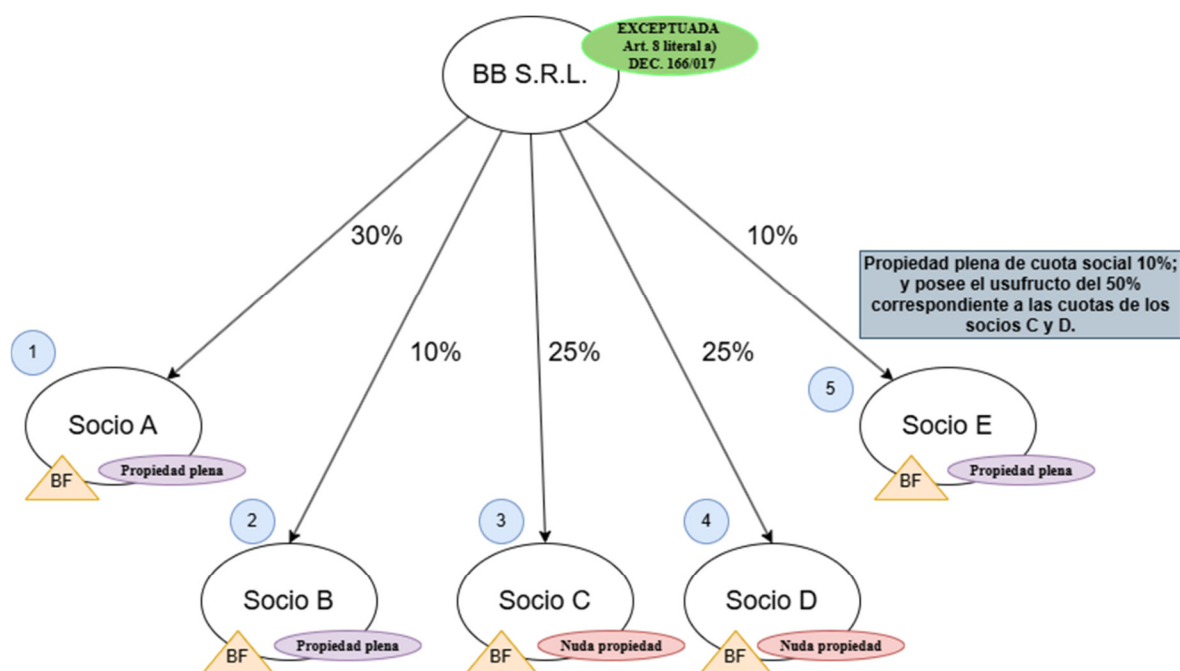 EXCEPTUADA
Art. 8 literal a)
DEC. 166/017
BB S.R.L.
30%
10%
25%
25%
10%
Propiedad plena de cuota social 10%;
y posee el usufructo del 50%
correspondiente a las cuotas de los
socios C y D.
1
Socio A
BF
Propiedad plena
2
Socio B
BF
Propiedad plena
3
Socio C
BF
Nuda propiedad
4
Socio D
BF
Nuda propiedad
5
Socio E
BF
Propiedad plena